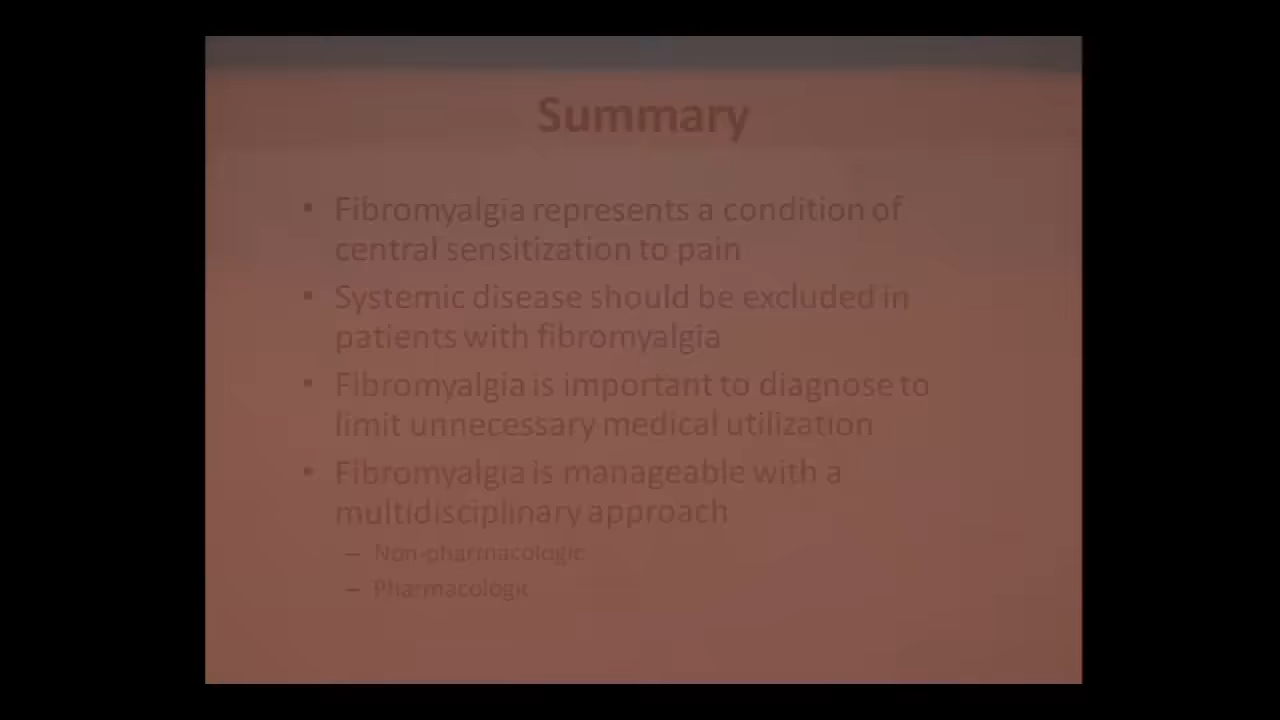 Summary
• Fibromyalgia represents a condition of
central sensitization to pain
• Systemic disease should be excluded in
patients with fibromyalgia
• Fibromyalgia is important to diagnose to
limit unnecessary medical utilization
• Fibromyalgia is manageable with a
multidisciplinary approach
– Non-pharmacologic
– Pharmacologic